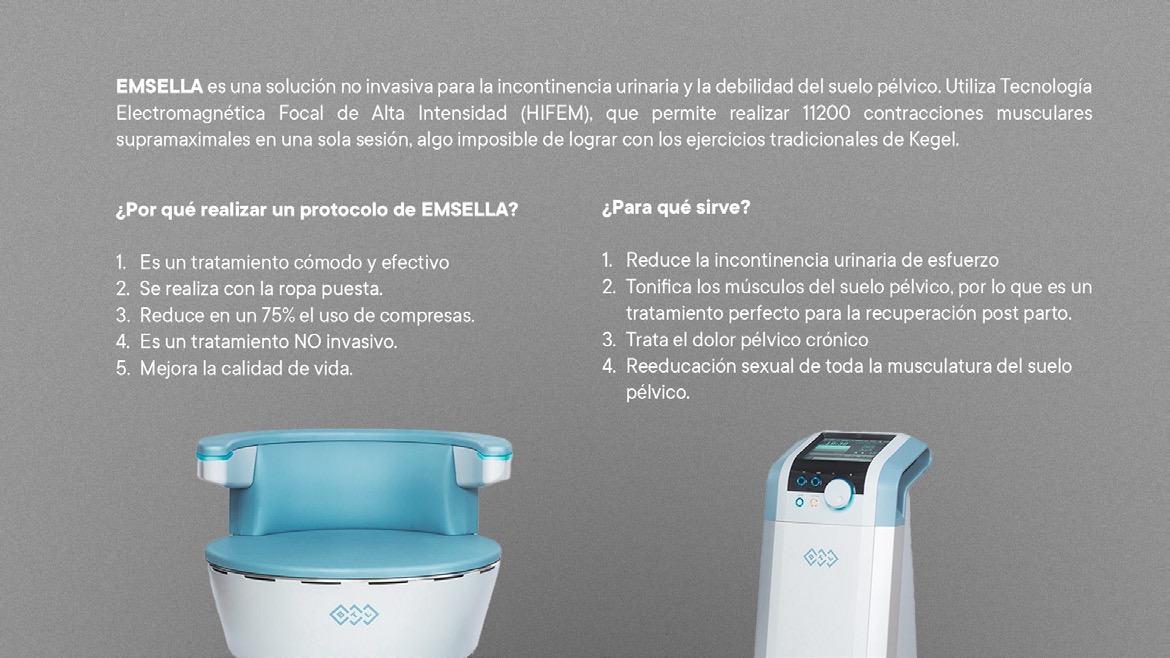 EMSELLA es una solución no invasiva para la incontinencia urinaria y la debilidad del suelo pélvico. Utiliza Tecnología
Electromagnética Focal de Alta Intensidad (HIFEM), que permite realizar 11200 contracciones musculares
supramaximales en una sola sesión, algo imposible de lograr con los ejercicios tradicionales de Kegel.
¿Por qué realizar un protocolo de EMSELLA?
1. Es un tratamiento cómodo y efectivo
2. Se realiza con la ropa puesta.
3. Reduce en un 75% el uso de compresas.
4. Es un tratamiento NO invasivo.
5. Mejora la calidad de vida.
¿Para qué sirve?
1. Reduce la incontinencia urinaria de esfuerzo
2. Tonifica los músculos del suelo pélvico, por lo que es un
tratamiento perfecto para la recuperación post parto.
3. Trata el dolor pélvico crónico
4. Reeducación sexual de toda la musculatura del suelo
pélvico.
BTL
BTL